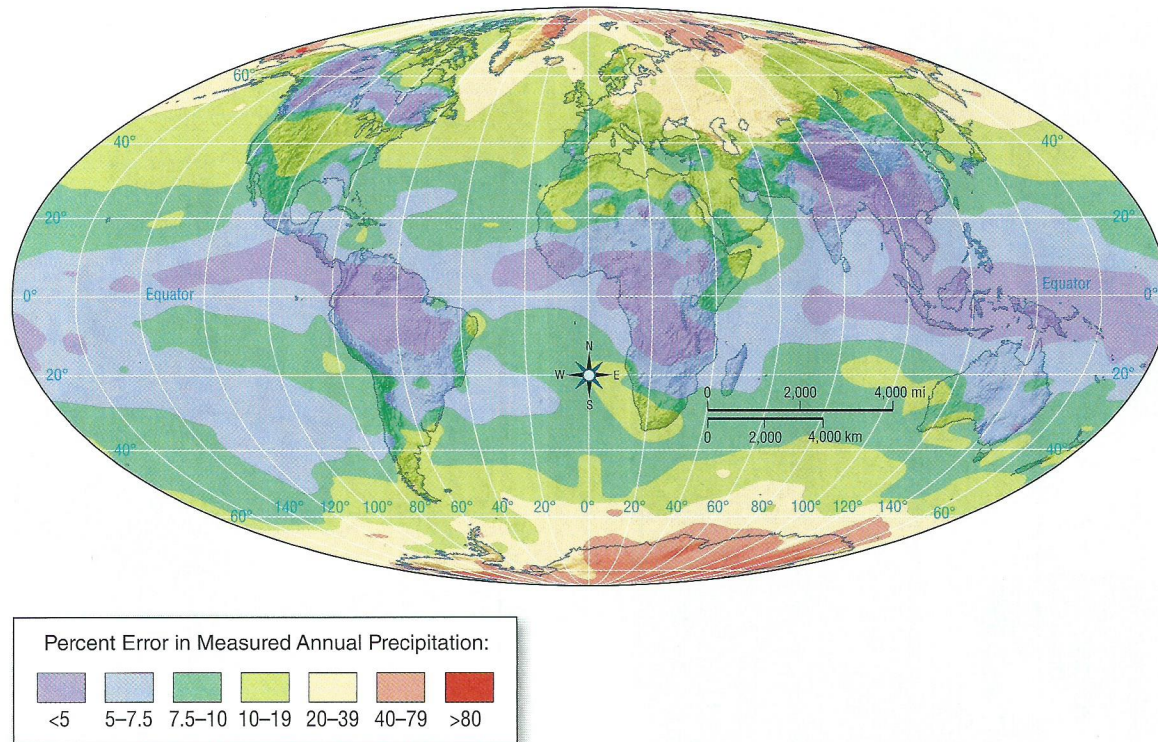 60° 60°
40° 40°
20° 20°
Equator 0° Equator 0°
N
W E
S
20° 20°
0 2,000 4,000 mi
0 2,000 4,000 km
40° 40°
140° 120° 100° 80° 60° 40° 20° 0° 20° 40° 60° 80° 100° 120° 140°
60° 60°
Percent Error in Measured Annual Precipitation:
<5 5–7.5 7.5–10 10–19 20–39 40–79 >80